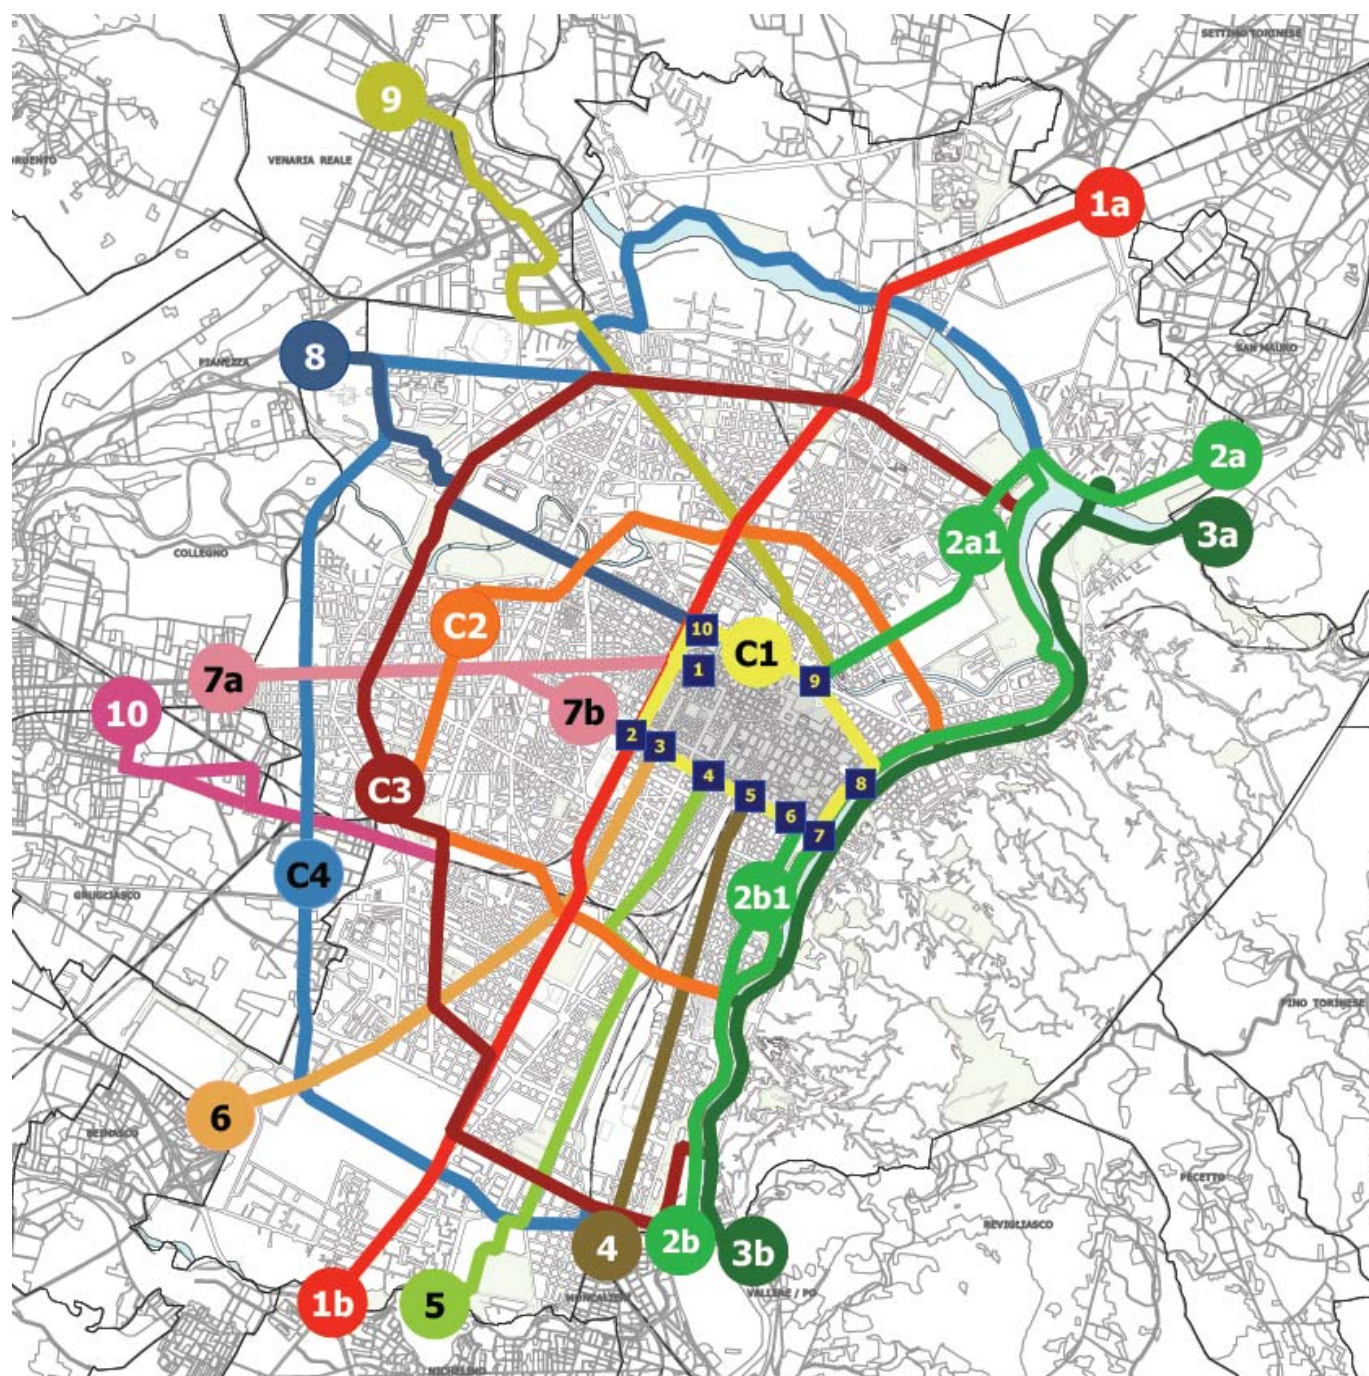 SETTIMO TORINESE
9
VENARIA REALE
1a
8
PIANEZZA
SAN MAURO
2a
3a
2a1
COLLEGNO
C2
10
C1
1
9
7a
7b
10
2
3
4
8
5
6
7
C3
C4
2b1
GRUGLIASCO
PINO TORINESE
6
BEINASCO
PECETTO
REVIGLIASCO
4
2b
3b
1b
5
MONCALIERI
VALLERE / PO
NICHELINO